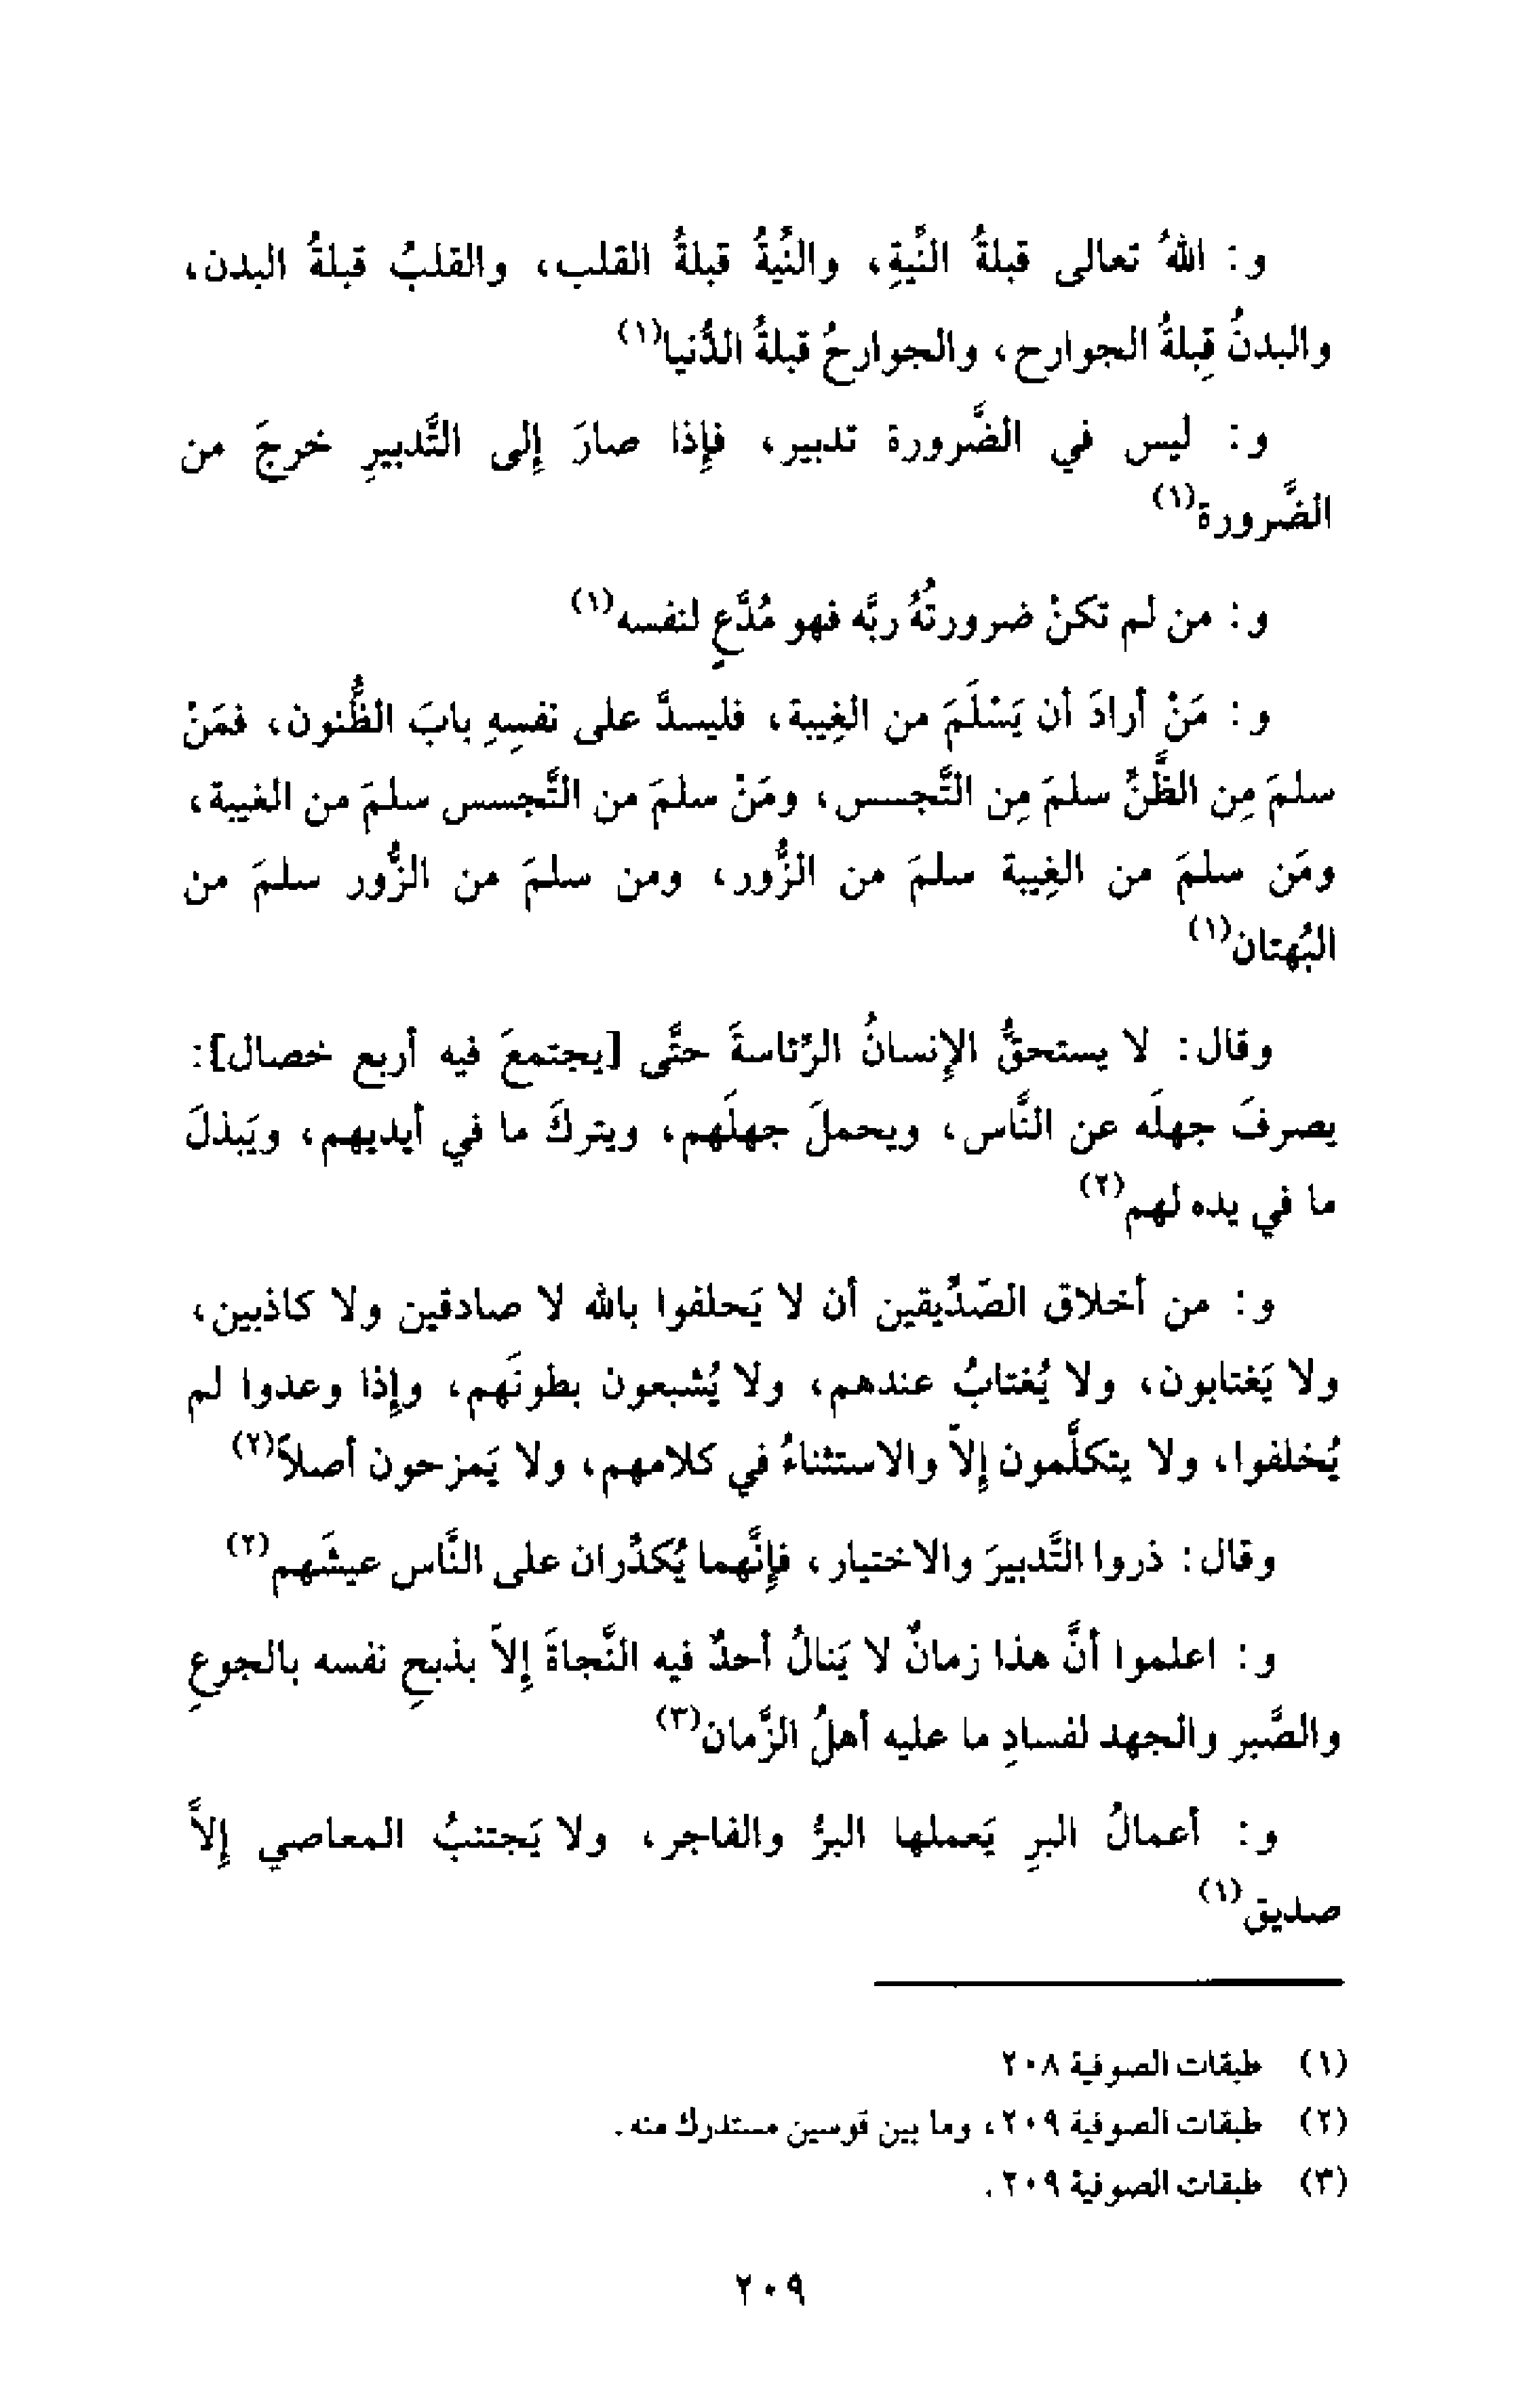 و: اللهُ تعالى قبلةُ النِّيةِ، والنِّيةُ قبلةُ القلب، والقلبُ قبلةُ البدن،
والبدنُ قِبلةُ الجوارح، والجوارحُ قبلةُ الدُّنيا(١)
و: ليس في الضَّرورة تدبير، فإِذا صارَ إِلى التَّدبيرِ خرجَ من
الضَّرورة(١)
و: من لم تكنْ ضرورتُهُ ربَّه فهو مُدَّعٍ لنفسه(١)
و: مَنْ أرادَ أن يَسْلَمَ من الغِيبة، فليسدَّ على نفسِهِ بابَ الظُّنون، فمَنْ
سلمَ مِن الظَّنِّ سلمَ مِن التَّجسس، ومَنْ سلمَ من التَّجسس سلمَ من الغيبة،
ومَن سلمَ من الغِيبة سلمَ من الزُّور، ومن سلمَ من الزُّور سلمَ من
البُهتان(١)
وقال: لا يستحقُّ الإِنسانُ الرِّئاسةَ حتَّى [يجتمعَ فيه أربع خصال]:
يصرفَ جهلَه عن النَّاس، ويحملَ جهلَهم، ويتركَ ما في أيديهم، ويَبذلَ
ما في يده لهم(٢)
و: من أخلاق الصِّدِّيقين أن لا يَحلفوا بالله لا صادقين ولا كاذبين،
ولا يَغتابون، ولا يُغتابُ عندهم، ولا يُشبعون بطونَهم، وإِذا وعدوا لم
يُخلفوا، ولا يتكلَّمون إِلاّ والاستثناءُ في كلامهم، ولا يَمزحون أصلاً(٢)
وقال: ذروا التَّدبيرَ والاختيار، فإِنَّهما يُكدِّران على النَّاس عيشَهم(٢)
و: اعلموا أنَّ هذا زمانٌ لا يَنالُ أحدٌ فيه النَّجاةَ إِلاّ بذبحِ نفسه بالجوعِ
والصَّبر والجهد لفسادِ ما عليه أهلُ الزَّمان(٣)
و: أعمالُ البرِ يَعملها البرُّ والفاجر، ولا يَجتنبُ المعاصي إِلاَّ
صديق(١)
(١) طبقات الصوفية ٢٠٨
(٢) طبقات الصوفية ٢٠٩، وما بين قوسين مستدرك منه.
(٣) طبقات الصوفية ٢٠٩.
٢٠٩